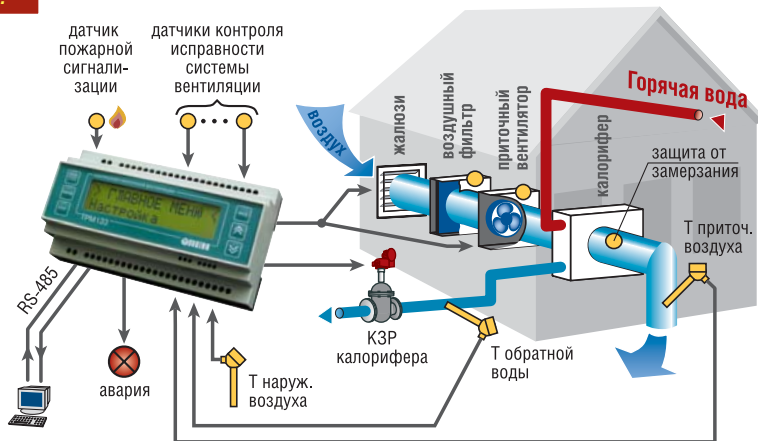 датчик
пожарной
сигнали-
зации
датчики контроля
исправности
системы
вентиляции
воздух
жалюзи
воздушный
фильтр
приточный
вентилятор
калорифер
Горячая вода
защита от
замерзания
Т приточ.
воздуха
ГЛАВНОЕ МЕНЮ
Настройка
ТРМ133
ОВЕН
RS-485
авария
Т наруж.
воздуха
КЗР
калорифера
Т обратной
воды